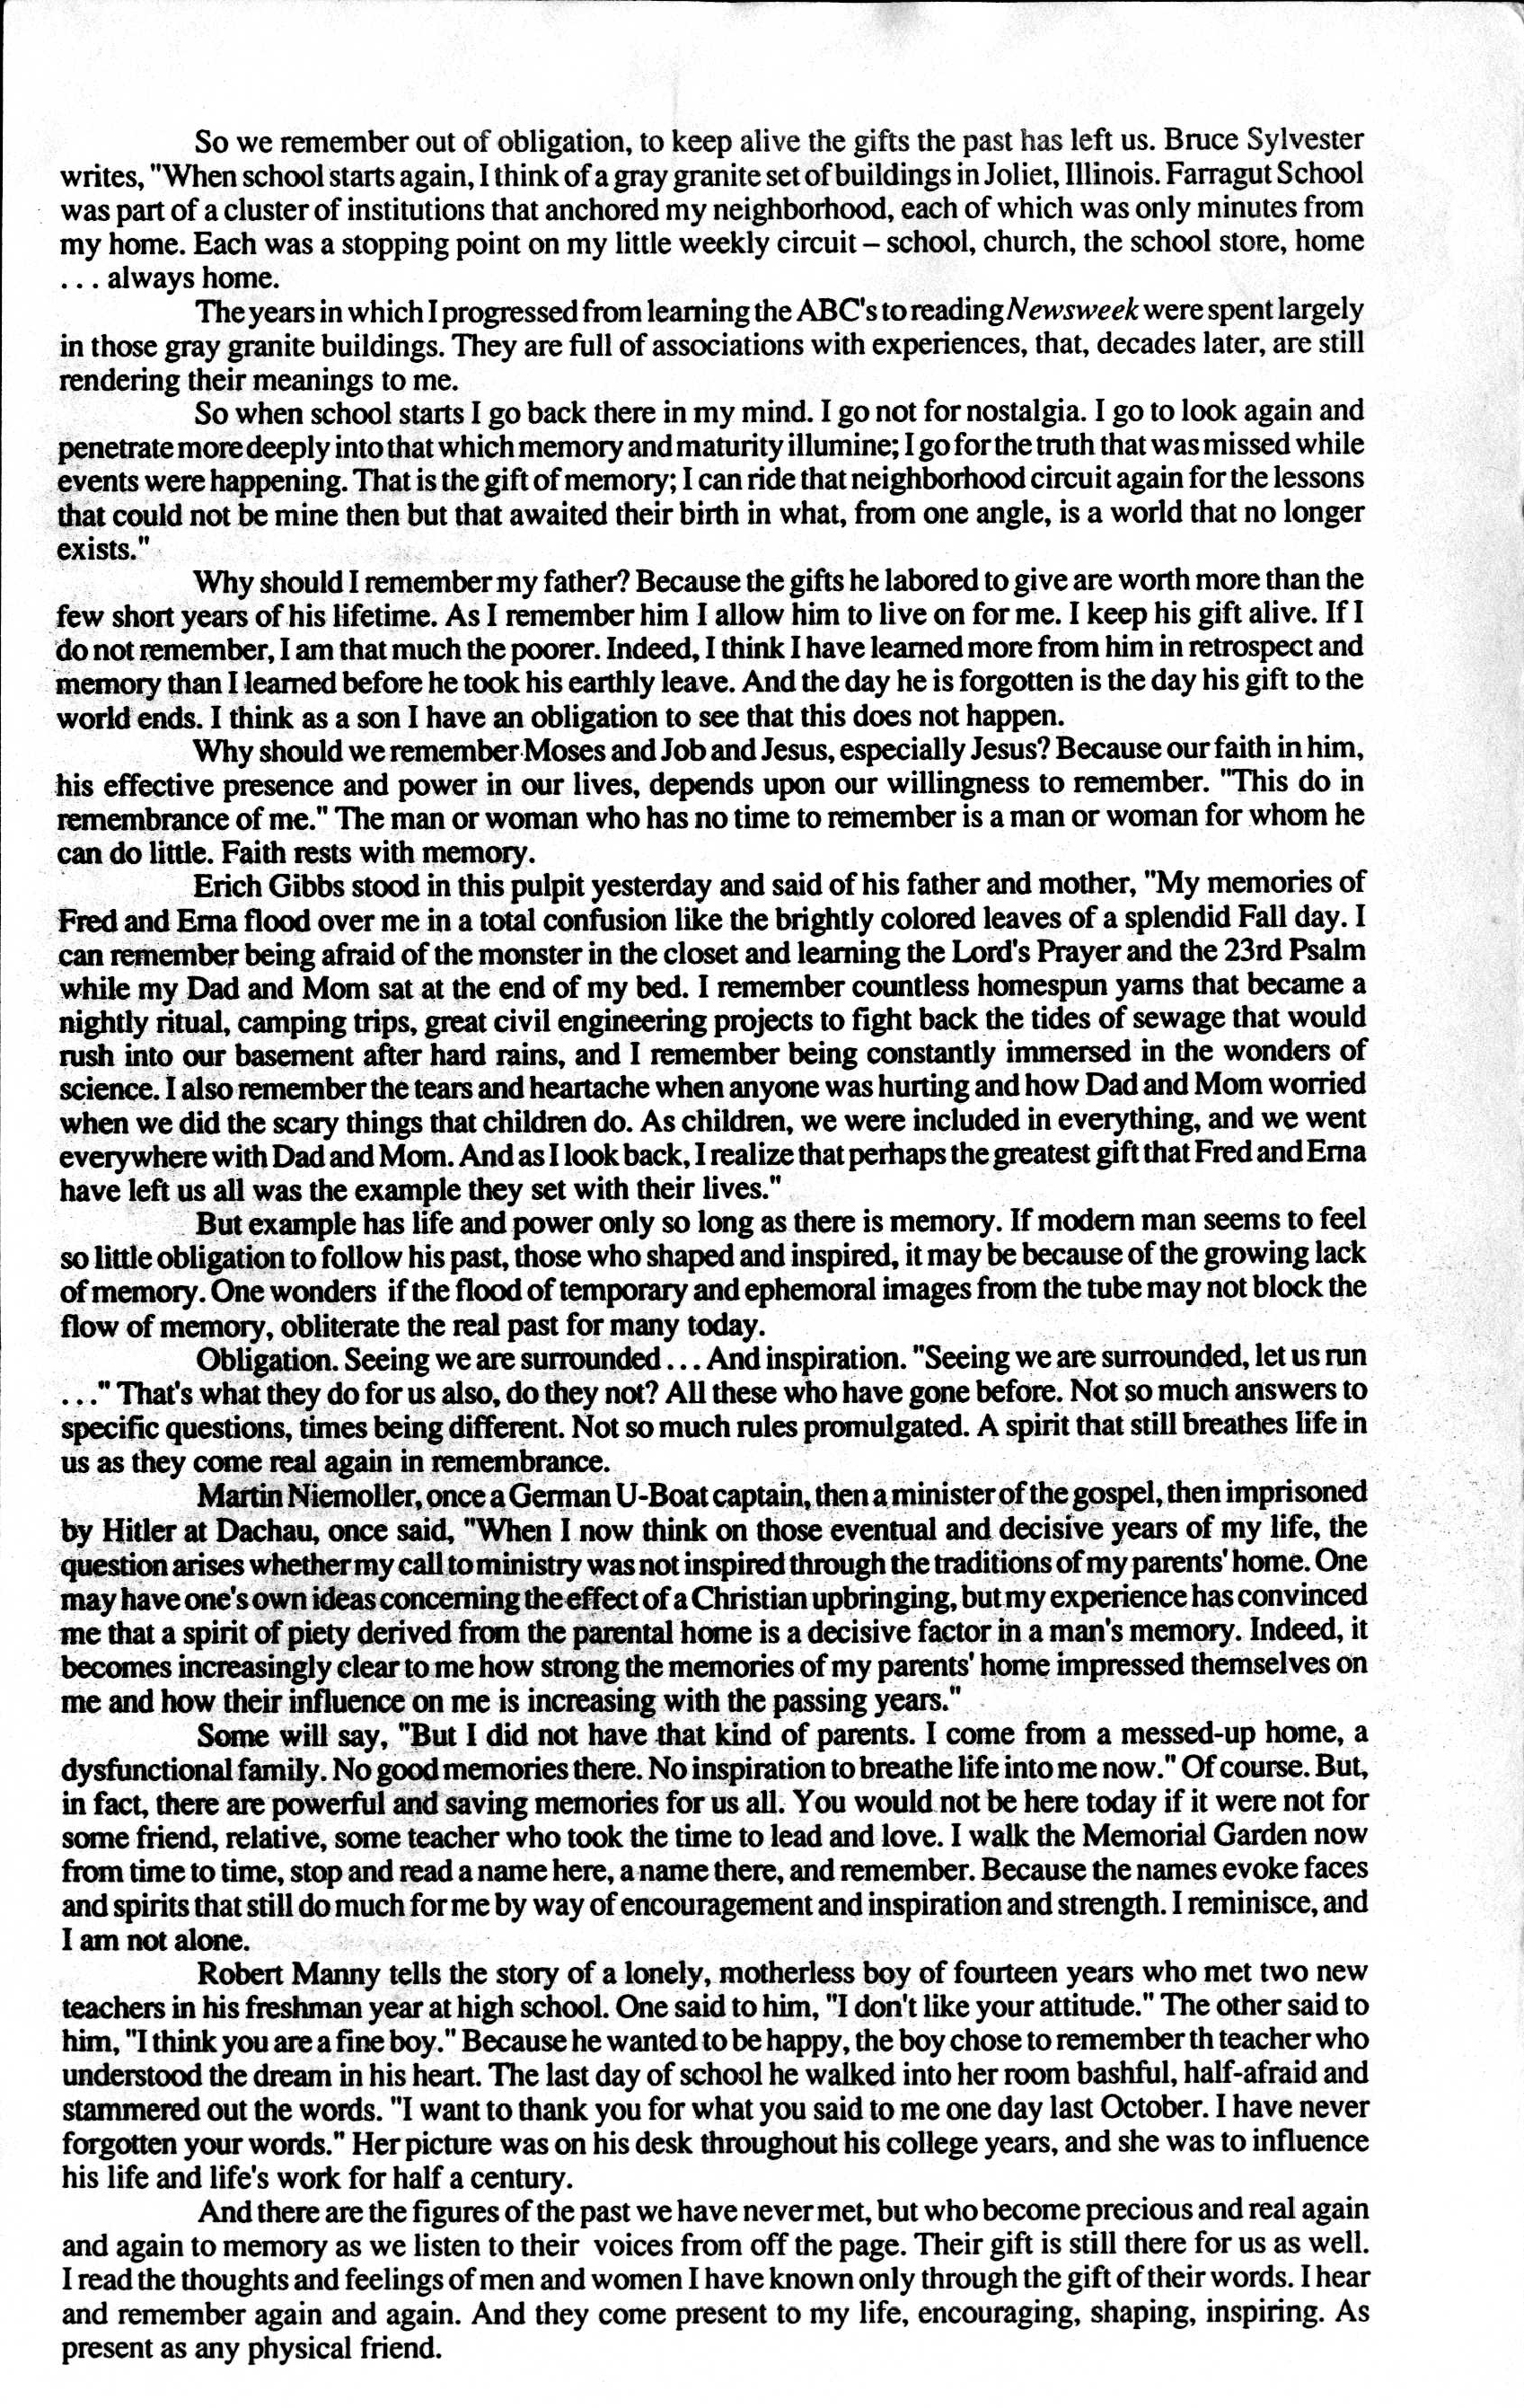 So we remember out of obligation, to keep alive the gifts the past has left us. Bruce Sylvester
writes, "When school starts again, I think of a gray granite set of buildings in Joliet, Illinois. Farragut School
was part of a cluster of institutions that anchored my neighborhood, each of which was only minutes from
my home. Each was a stopping point on my little weekly circuit – school, church, the school store, home
. . . always home.
The years in which I progressed from learning the ABC's to reading Newsweek were spent largely
in those gray granite buildings. They are full of associations with experiences, that, decades later, are still
rendering their meanings to me.
So when school starts I go back there in my mind. I go not for nostalgia. I go to look again and
penetrate more deeply into that which memory and maturity illumine; I go for the truth that was missed while
events were happening. That is the gift of memory; I can ride that neighborhood circuit again for the lessons
that could not be mine then but that awaited their birth in what, from one angle, is a world that no longer
exists."
Why should I remember my father? Because the gifts he labored to give are worth more than the
few short years of his lifetime. As I remember him I allow him to live on for me. I keep his gift alive. If I
do not remember, I am that much the poorer. Indeed, I think I have learned more from him in retrospect and
memory than I learned before he took his earthly leave. And the day he is forgotten is the day his gift to the
world ends. I think as a son I have an obligation to see that this does not happen.
Why should we remember Moses and Job and Jesus, especially Jesus? Because our faith in him,
his effective presence and power in our lives, depends upon our willingness to remember. "This do in
remembrance of me." The man or woman who has no time to remember is a man or woman for whom he
can do little. Faith rests with memory.
Erich Gibbs stood in this pulpit yesterday and said of his father and mother, "My memories of
Fred and Erna flood over me in a total confusion like the brightly colored leaves of a splendid Fall day. I
can remember being afraid of the monster in the closet and learning the Lord's Prayer and the 23rd Psalm
while my Dad and Mom sat at the end of my bed. I remember countless homespun yarns that became a
nightly ritual, camping trips, great civil engineering projects to fight back the tides of sewage that would
rush into our basement after hard rains, and I remember being constantly immersed in the wonders of
science. I also remember the tears and heartache when anyone was hurting and how Dad and Mom worried
when we did the scary things that children do. As children, we were included in everything, and we went
everywhere with Dad and Mom. And as I look back, I realize that perhaps the greatest gift that Fred and Erna
have left us all was the example they set with their lives."
But example has life and power only so long as there is memory. If modern man seems to feel
so little obligation to follow his past, those who shaped and inspired, it may be because of the growing lack
of memory. One wonders if the flood of temporary and ephemoral images from the tube may not block the
flow of memory, obliterate the real past for many today.
Obligation. Seeing we are surrounded . . . And inspiration. "Seeing we are surrounded, let us run
. . ." That's what they do for us also, do they not? All these who have gone before. Not so much answers to
specific questions, times being different. Not so much rules promulgated. A spirit that still breathes life in
us as they come real again in remembrance.
Martin Niemoller, once a German U-Boat captain, then a minister of the gospel, then imprisoned
by Hitler at Dachau, once said, "When I now think on those eventual and decisive years of my life, the
question arises whether my call to ministry was not inspired through the traditions of my parents' home. One
may have one's own ideas concerning the effect of a Christian upbringing, but my experience has convinced
me that a spirit of piety derived from the parental home is a decisive factor in a man's memory. Indeed, it
becomes increasingly clear to me how strong the memories of my parents' home impressed themselves on
me and how their influence on me is increasing with the passing years."
Some will say, "But I did not have that kind of parents. I come from a messed-up home, a
dysfunctional family. No good memories there. No inspiration to breathe life into me now." Of course. But,
in fact, there are powerful and saving memories for us all. You would not be here today if it were not for
some friend, relative, some teacher who took the time to lead and love. I walk the Memorial Garden now
from time to time, stop and read a name here, a name there, and remember. Because the names evoke faces
and spirits that still do much for me by way of encouragement and inspiration and strength. I reminisce, and
I am not alone.
Robert Manny tells the story of a lonely, motherless boy of fourteen years who met two new
teachers in his freshman year at high school. One said to him, "I don't like your attitude." The other said to
him, "I think you are a fine boy." Because he wanted to be happy, the boy chose to remember th teacher who
understood the dream in his heart. The last day of school he walked into her room bashful, half-afraid and
stammered out the words. "I want to thank you for what you said to me one day last October. I have never
forgotten your words." Her picture was on his desk throughout his college years, and she was to influence
his life and life's work for half a century.
And there are the figures of the past we have never met, but who become precious and real again
and again to memory as we listen to their voices from off the page. Their gift is still there for us as well.
I read the thoughts and feelings of men and women I have known only through the gift of their words. I hear
and remember again and again. And they come present to my life, encouraging, shaping, inspiring. As
present as any physical friend.